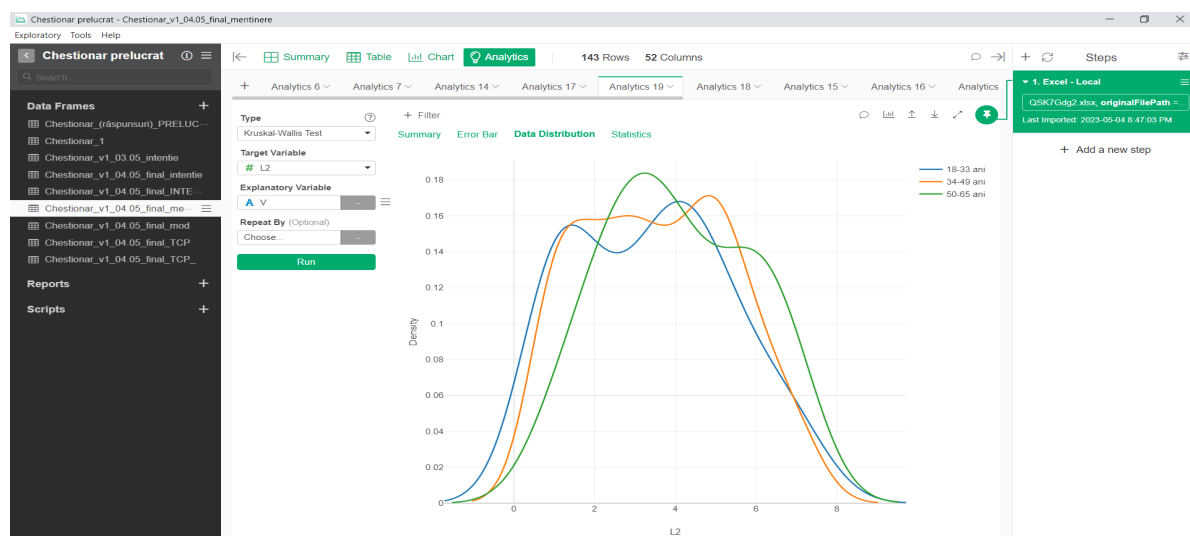 Chestionar prelucrat - Chestionar_v1_04.05_final_mentinere
Exploratory Tools Help
Chestionar prelucrat
Search
Data Frames
Chestionar_(răspunsuri)_PRELUC···
Chestionar_1
Chestionar_v1_03.05_intentie
Chestionar_v1_04.05_final_intentie
Chestionar_v1_04.05_final_INTE···
Chestionar_v1_04.05_final_me···
Chestionar_v1_04.05_final_mod
Chestionar_v1_04.05_final_TCP
Chestionar_v1_04.05_final_TCP_
Reports
Scripts
Summary Table Chart Analytics 143 Rows 52 Columns
Analytics 6 Analytics 7 Analytics 14 Analytics 17 Analytics 19 Analytics 18 Analytics 15 Analytics 16 Analytics
Type
Kruskal-Wallis Test
Target Variable
# L2
Explanatory Variable
A V
-
Repeat By (Optional)
Choose...
-
Run
+ Filter
Summary Error Bar Data Distribution Statistics
18-33 ani
34-49 ani
50-65 ani
0.18
0.16
0.14
0.12
0.1
0.08
0.06
0.04
0.02
0
Density
0 2 4 6 8
L2
Steps
1. Excel - Local
QSK7Gdg2.xlsx, originalFilePath =...
Last Imported: 2023-05-04 8:47:03 PM
+ Add a new step